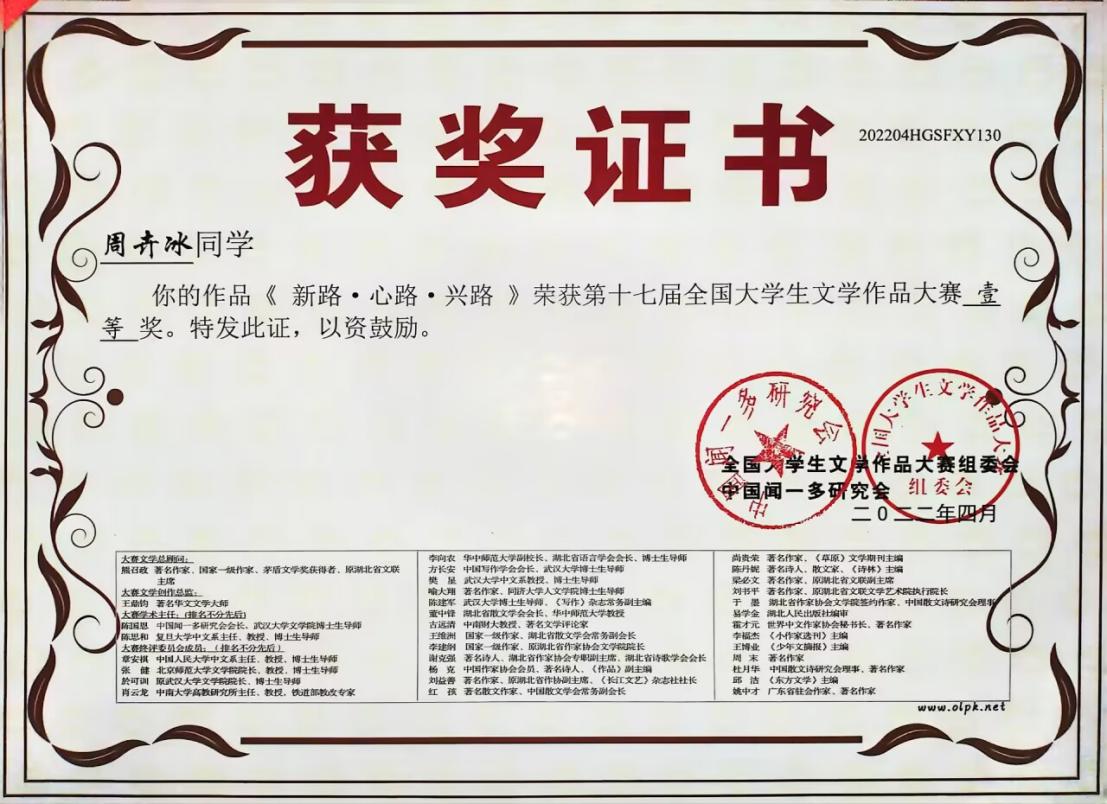 获奖证书
202204HGSFXY130
周卉冰同学
你的作品《 新路·心路·兴路 》荣获第十七届全国大学生文学作品大赛 壹
等 奖。特发此证，以资鼓励。
中国闻一多研究会
全国大学生文学作品大赛
组委会
全国大学生文学作品大赛组委会
中国闻一多研究会
二0二二年四月
大赛文学总顾问：
熊召政 著名作家、国家一级作家、茅盾文学奖获得者、原湖北省文联
主席
大赛文学创作总监：
王鼎钧 著名华文文学大师
大赛学术主任：(排名不分先后)
陈国恩 中国闻一多研究会会长、武汉大学文学院博士生导师
陈思和 复旦大学中文系主任、教授、博士生导师
大赛终评委员会成员：（排名不分先后）
章安祺 中国人民大学中文系主任、教授，博士生导师
张 健 北京师范大学文学院院长、教授，博士生导师
於可训 原武汉大学文学院院长、博士生导师
肖云龙 中南大学高教研究所主任、教授，铁道部勃皮专家
李向农 华中师范大学副校长、湖北省语言学会会长、博士生导师
方长安 中国写作学会会长、武汉大学博士生导师
樊 星 武汉大学中文系教授、博士生导师
喻大翔 著名作家、同济大学人文学院博士生导师
陈建军 武汉大学博士生导师、《写作》杂志常务副主编
董中锋 湖北省散文学会会长、华中师范大学教授
古远清 中南财大教授、著名文学评论家
王维洲 国家一级作家、湖北省散文学会常务副会长
李建纲 国家一级作家、原湖北省作家协会文学院院长
谢克强 著名诗人、湖北省作家协会专职副主席、湖北省诗歌学会会长
杨 克 中国作家协会会员、著名诗人、《作品》副主编
刘益善 著名作家、原湖北省作协副主席、《长江文艺》杂志社社长
红 孩 著名散文作家、中国散文学会常务副会长
尚贵荣 著名作家、《草原》文学期刊主编
陈丹妮 著名诗人、散文家、《诗林》主编
梁必文 著名作家、原湖北省文联副主席
刘书平 著名作家、原湖北省文联文学艺术院执行院长
于 墨 湖北省作家协会文学院签约作家、中国散文诗研究会理事
易学金 湖北人民出版社编审
霍才元 世界中文作家协会秘书长、著名作家
李福杰 《小作家选刊》主编
王博业 《少年文摘报》主编
周 末 著名作家
杜月华 中国散文诗研究会理事、著名作家
邱 洁 《东方文学》主编
姚中才 广东省驻会作家、著名作家
www.olpk.net